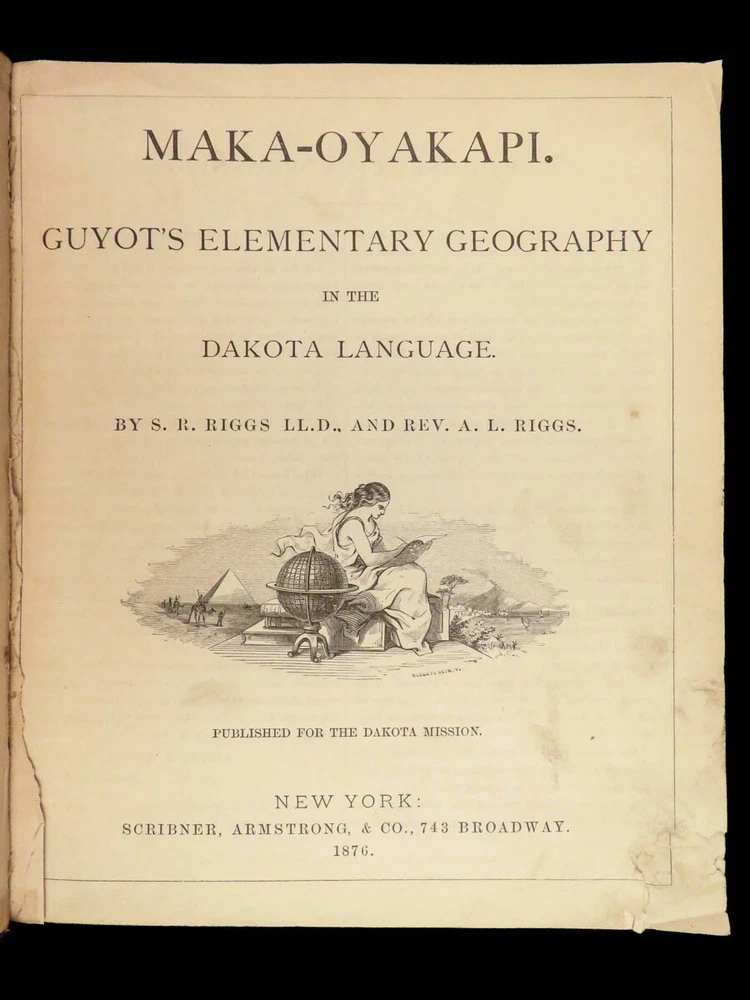 MAKA-OYAKAPI.
GUYOT'S ELEMENTARY GEOGRAPHY
IN THE
DAKOTA LANGUAGE.
BY S. R. RIGGS LL.D., AND REV. A. L. RIGGS.
PUBLISHED FOR THE DAKOTA MISSION.
NEW YORK:
SCRIBNER, ARMSTRONG, & CO., 743 BROADWAY.
1876.